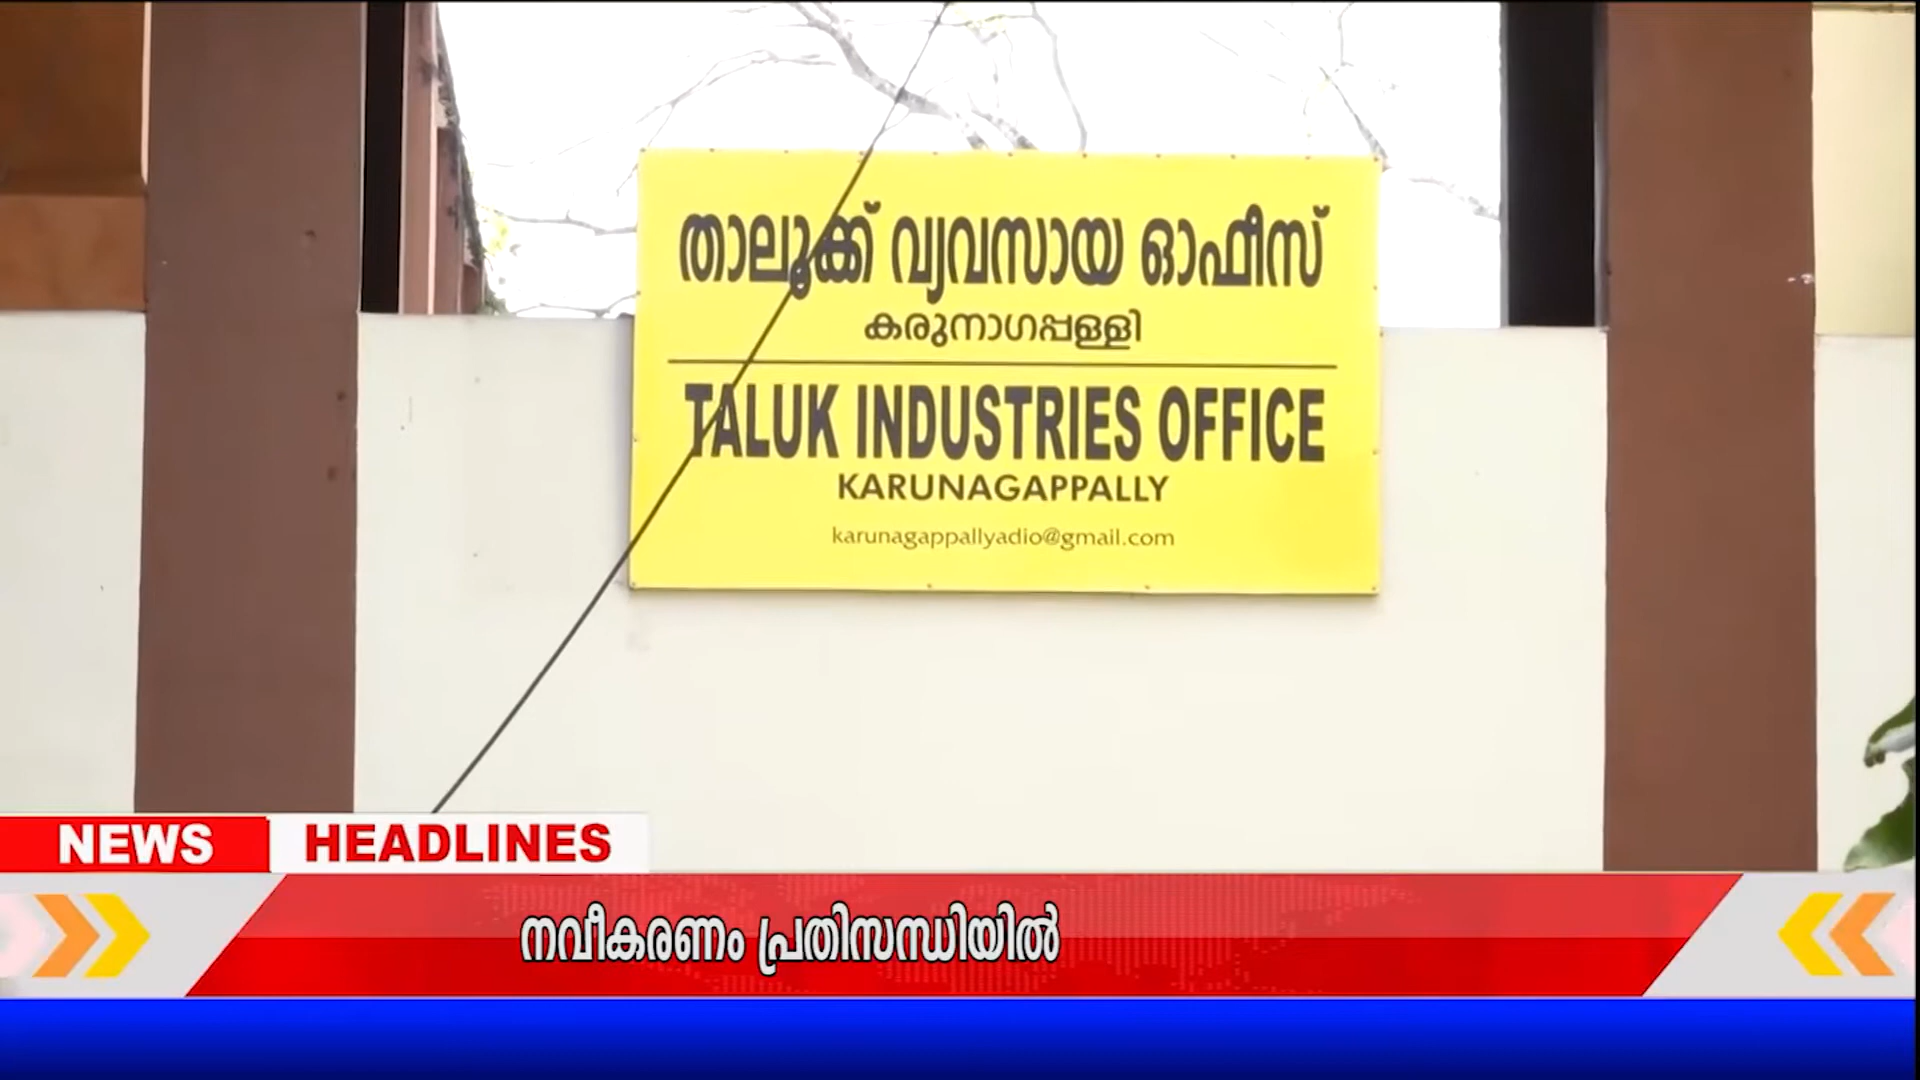 താലൂക്ക് വ്യവസായ ഓഫീസ്
കരുനാഗപ്പള്ളി
TALUK INDUSTRIES OFFICE
KARUNAGAPPALLY
karunagappallyadio@gmail.com
NEWS HEADLINES
നവീകരണം പ്രതിസന്ധിയിൽ